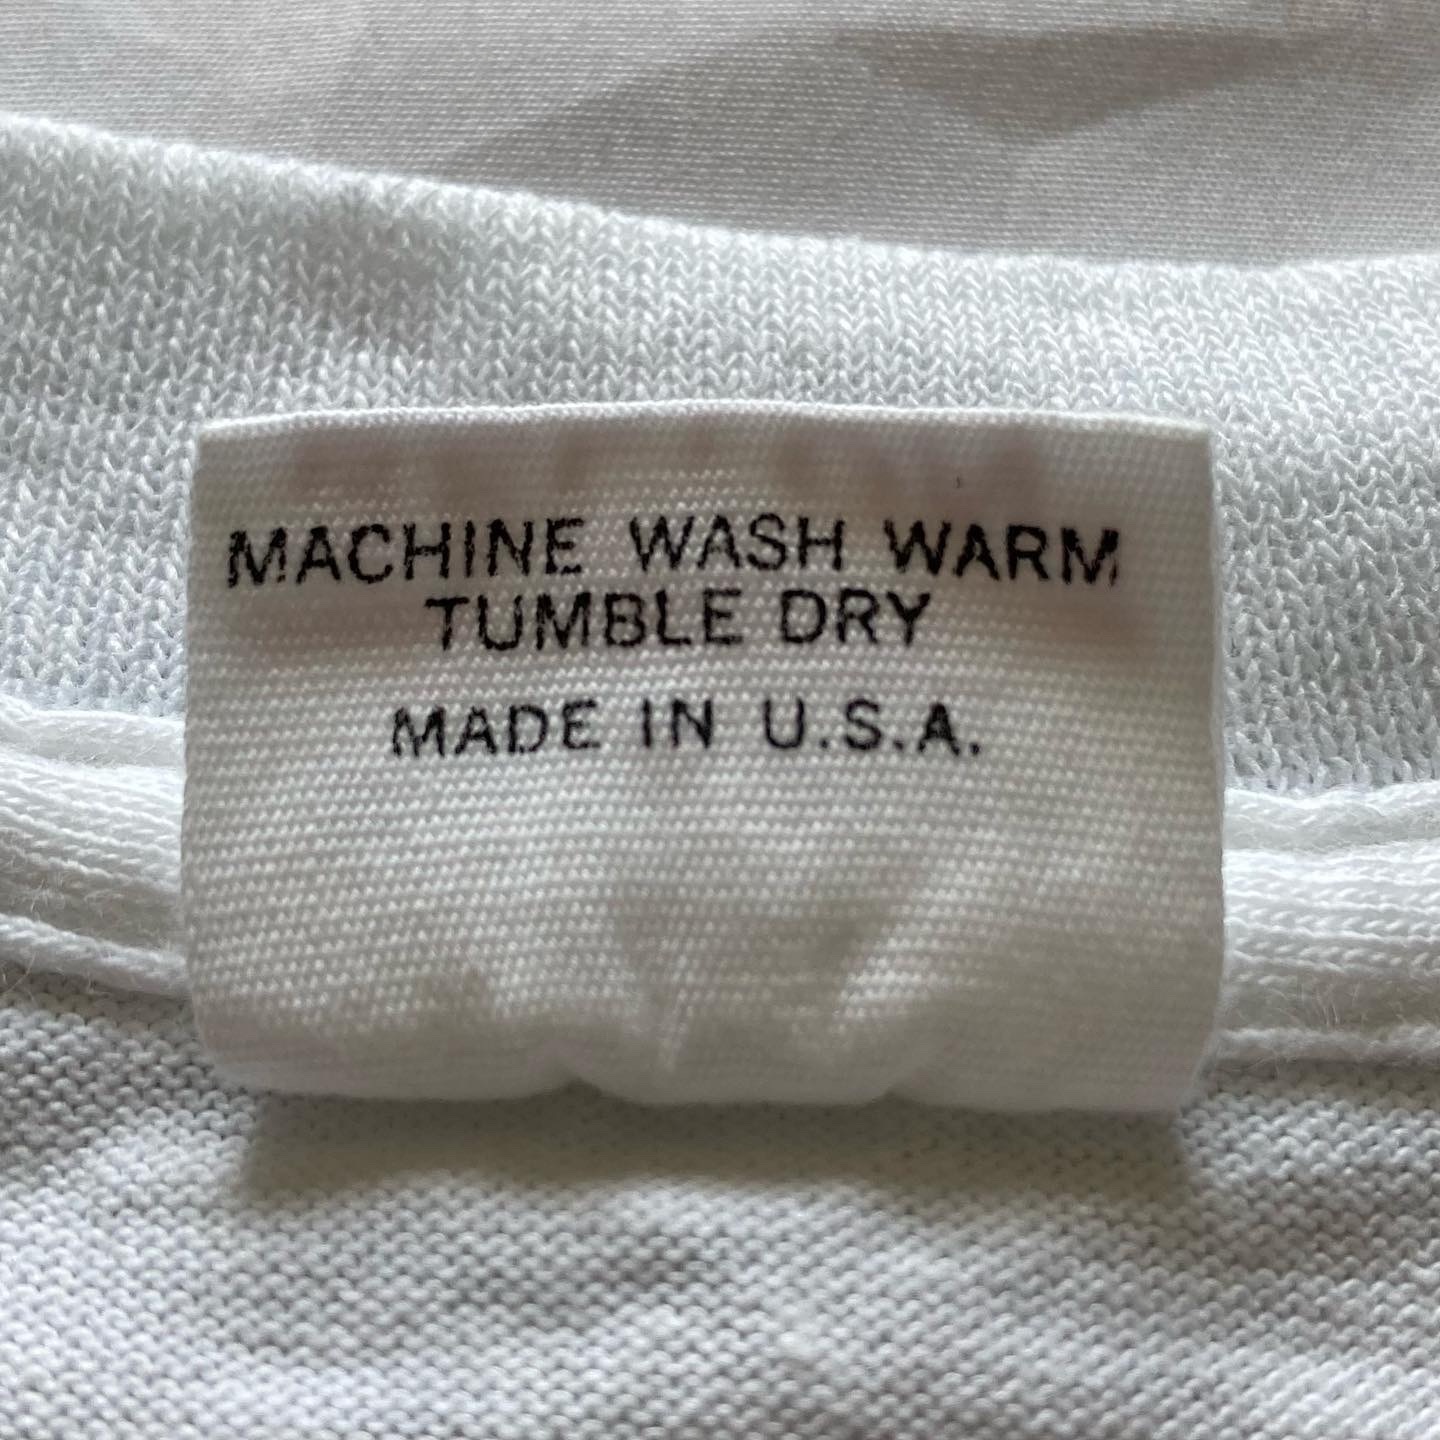 MACHINE WASH WARM
TUMBLE DRY
MADE IN U.S.A.